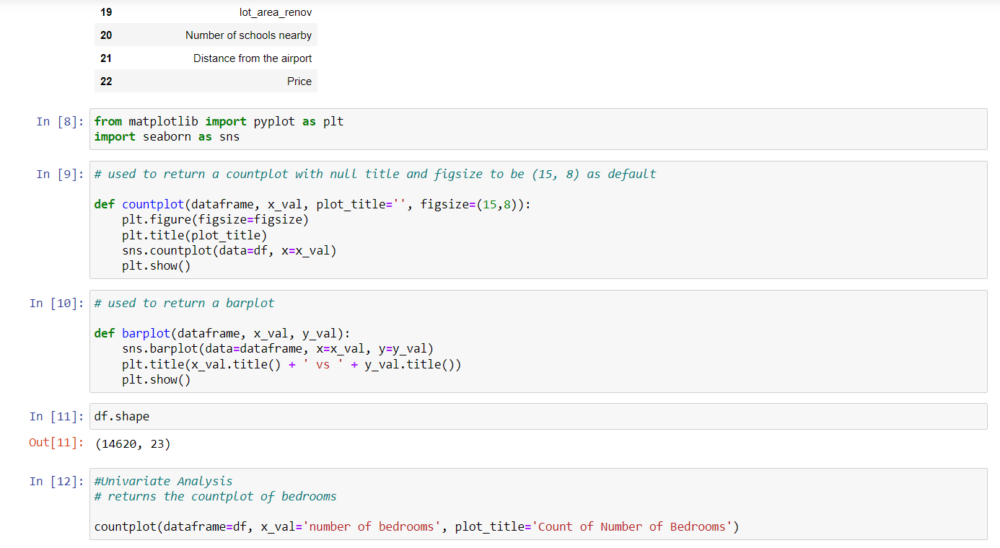 19 lot_area_renov
20 Number of schools nearby
21 Distance from the airport
22 Price
In [8]: from matplotlib import pyplot as plt
import seaborn as sns
In [9]: # used to return a countplot with null title and figsize to be (15, 8) as default
def countplot(dataframe, x_val, plot_title='', figsize=(15,8)):
    plt.figure(figsize=figsize)
    plt.title(plot_title)
    sns.countplot(data=df, x=x_val)
    plt.show()
In [10]: # used to return a barplot
def barplot(dataframe, x_val, y_val):
    sns.barplot(data=dataframe, x=x_val, y=y_val)
    plt.title(x_val.title() + ' vs ' + y_val.title())
    plt.show()
In [11]: df.shape
Out[11]: (14620, 23)
In [12]: #Univariate Analysis
# returns the countplot of bedrooms
countplot(dataframe=df, x_val='number of bedrooms', plot_title='Count of Number of Bedrooms')